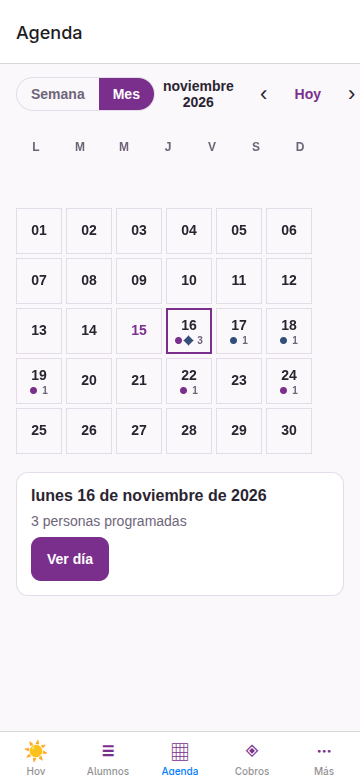 Agenda
Semana Mes noviembre 2026 ‹ Hoy ›
L M M J V S D
01 02 03 04 05 06
07 08 09 10 11 12
13 14 15 16 17 18
3 1 1
19 20 21 22 23 24
1 1 1
25 26 27 28 29 30
lunes 16 de noviembre de 2026
3 personas programadas
Ver día
Hoy Alumnos Agenda Cobros Más